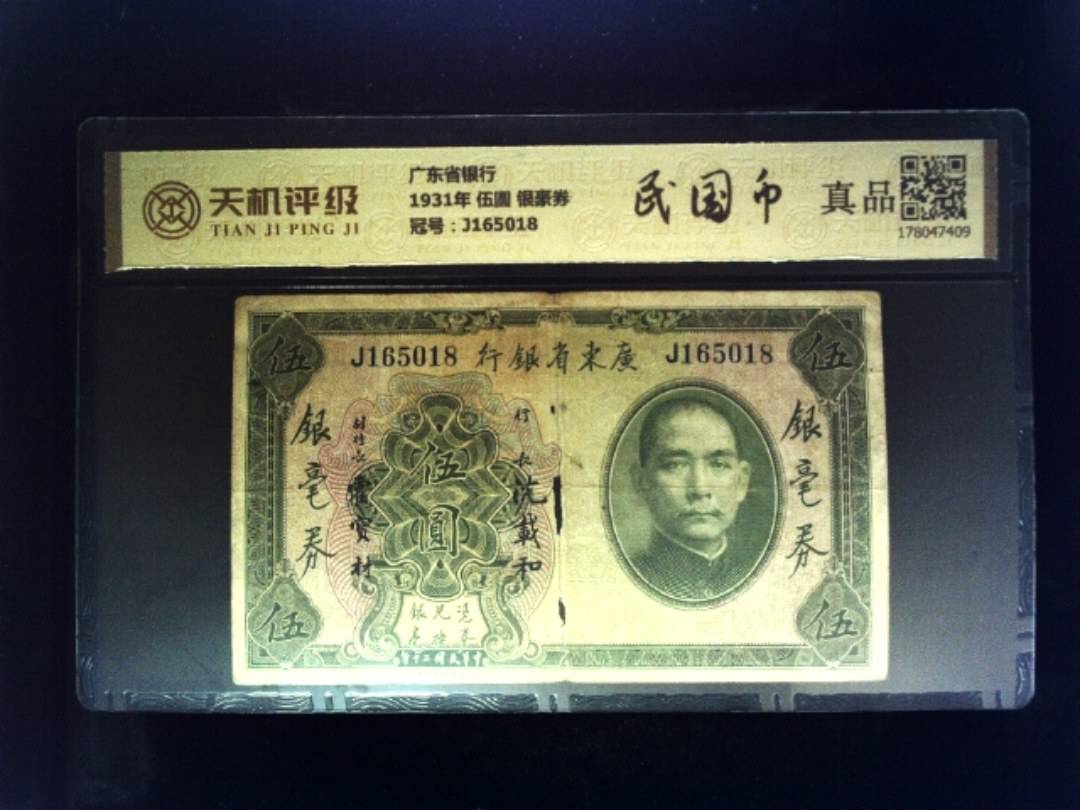 天机评级
TIAN JI PING JI
广东省银行
1931年 伍圆 银豪券
冠号：J165018
民国币
真品
178047409
伍
J165018
行銀省東廣
J165018
伍
銀毫券
行長
沈載和
伍圓
銀毫券
伍
伍